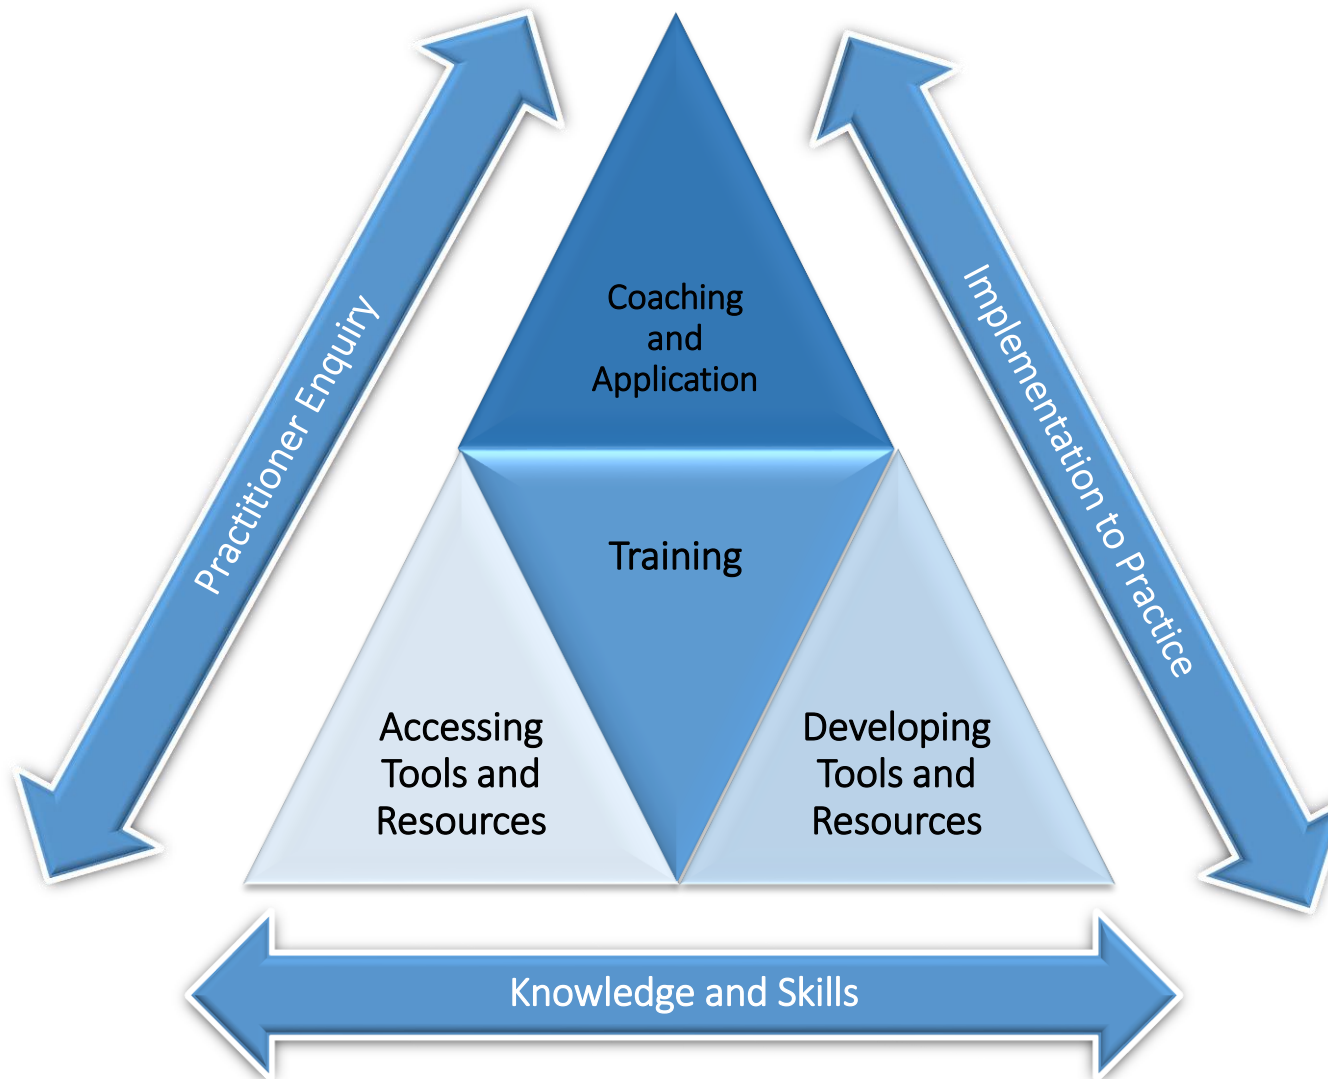 Coaching
and
Application
Practitioner Enquiry
Implementation to Practice
Training
Accessing
Tools and
Resources
Developing
Tools and
Resources
Knowledge and Skills